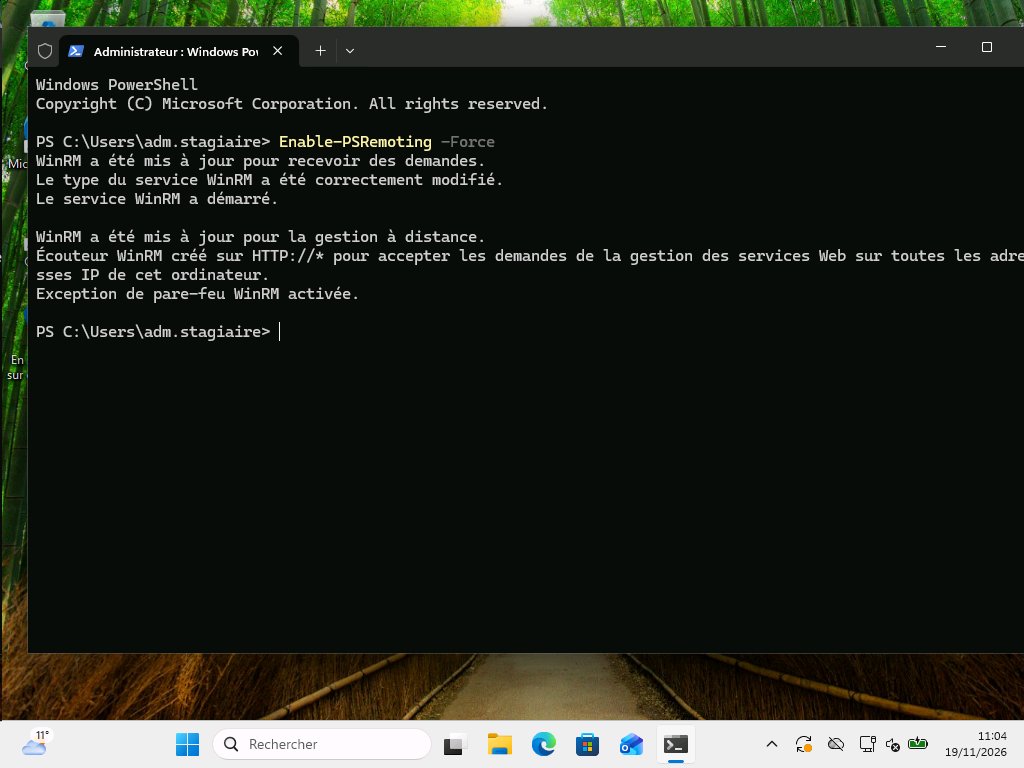 Administrateur : Windows Pow
Windows PowerShell
Copyright (C) Microsoft Corporation. All rights reserved.
PS C:\Users\adm.stagiaire> Enable-PSRemoting -Force
WinRM a été mis à jour pour recevoir des demandes.
Le type du service WinRM a été correctement modifié.
Le service WinRM a démarré.
WinRM a été mis à jour pour la gestion à distance.
Écouteur WinRM créé sur HTTP://* pour accepter les demandes de la gestion des services Web sur toutes les adre
sses IP de cet ordinateur.
Exception de pare-feu WinRM activée.
PS C:\Users\adm.stagiaire>
Mic
En
sur
11°
Rechercher
11:04
19/11/2026